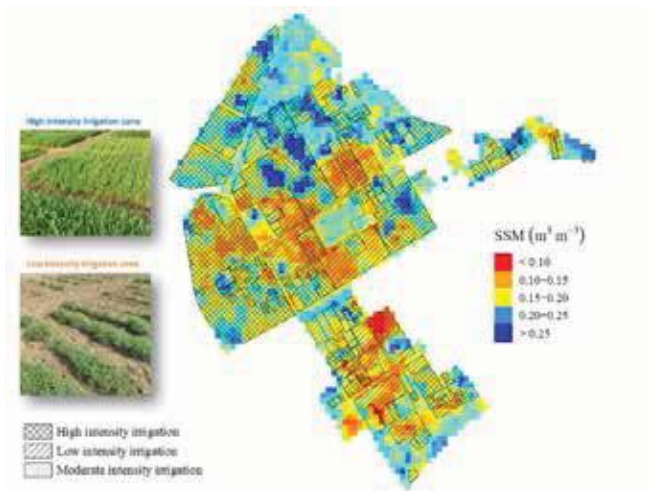 High intensity irrigation zone
Low intensity irrigation zone
SSM (m³ m⁻³)
< 0.10
0.10−0.15
0.15−0.20
0.20−0.25
> 0.25
High intensity irrigation
Low intensity irrigation
Moderate intensity irrigation